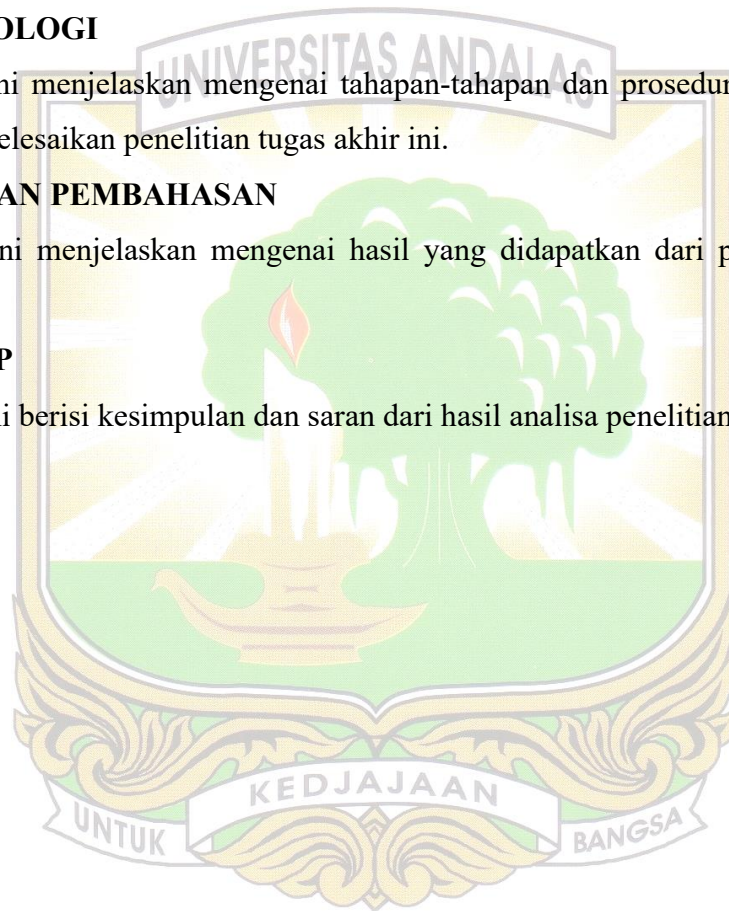 OLOGI
UNIVERSITAS ANDALAS
ni menjelaskan mengenai tahapan-tahapan dan prosedur
elesaikan penelitian tugas akhir ini.
AN PEMBAHASAN
ni menjelaskan mengenai hasil yang didapatkan dari p
P
i berisi kesimpulan dan saran dari hasil analisa penelitian
KEDJAJAAN
UNTUK
BANGSA